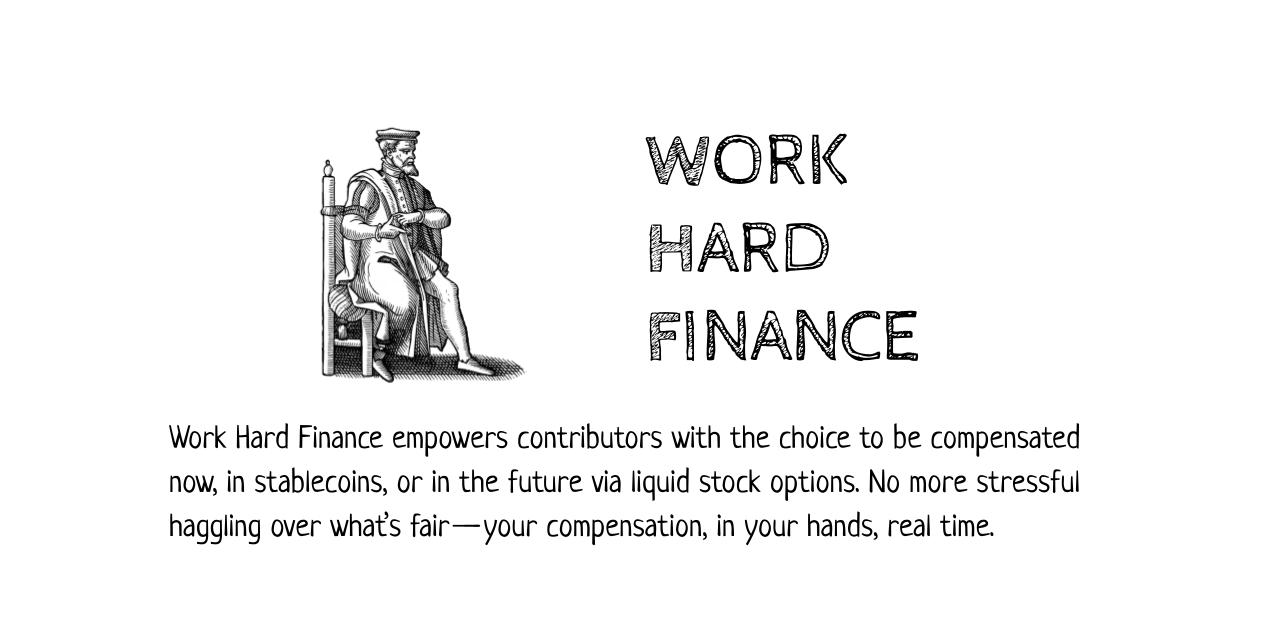 WORK
HARD
FINANCE
Work Hard Finance empowers contributors with the choice to be compensated
now, in stablecoins, or in the future via liquid stock options. No more stressful
haggling over what's fair—your compensation, in your hands, real time.